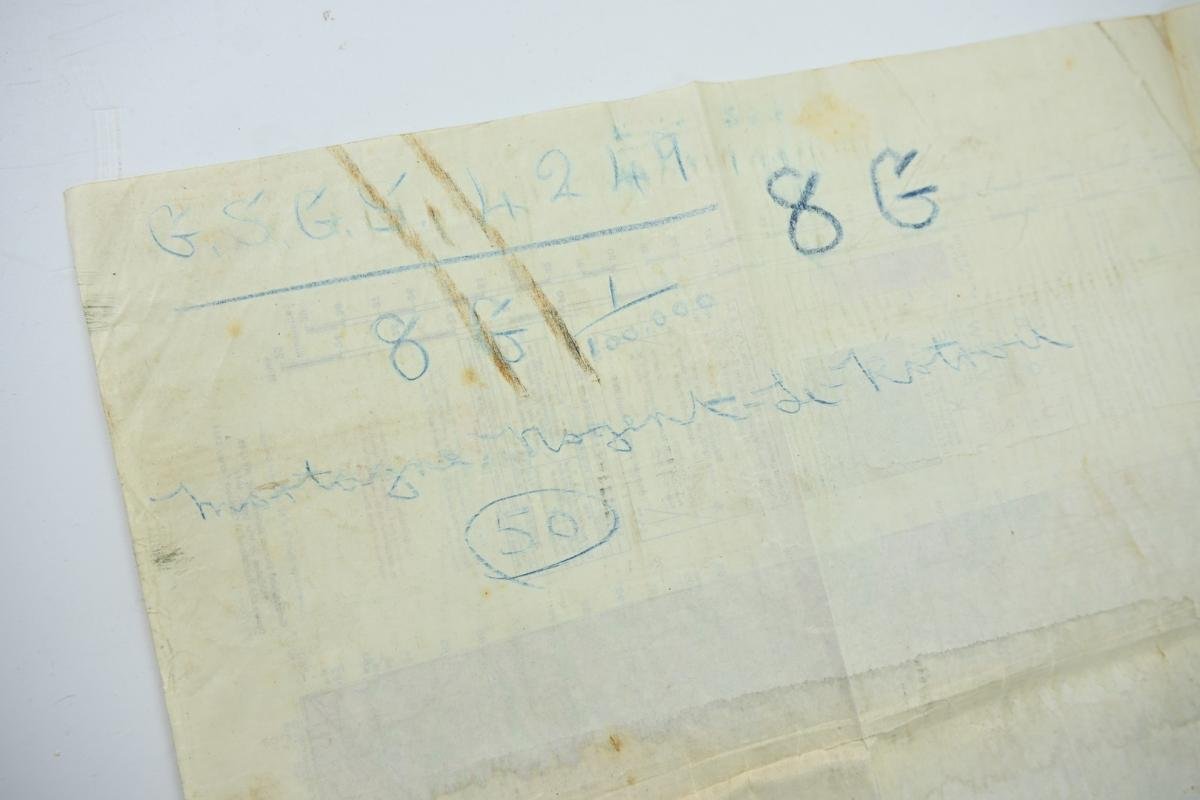 G.S.G.S. 4249
8 G
8 G 1/100.000
Mortagne-Nogent-le-Rotrou
50